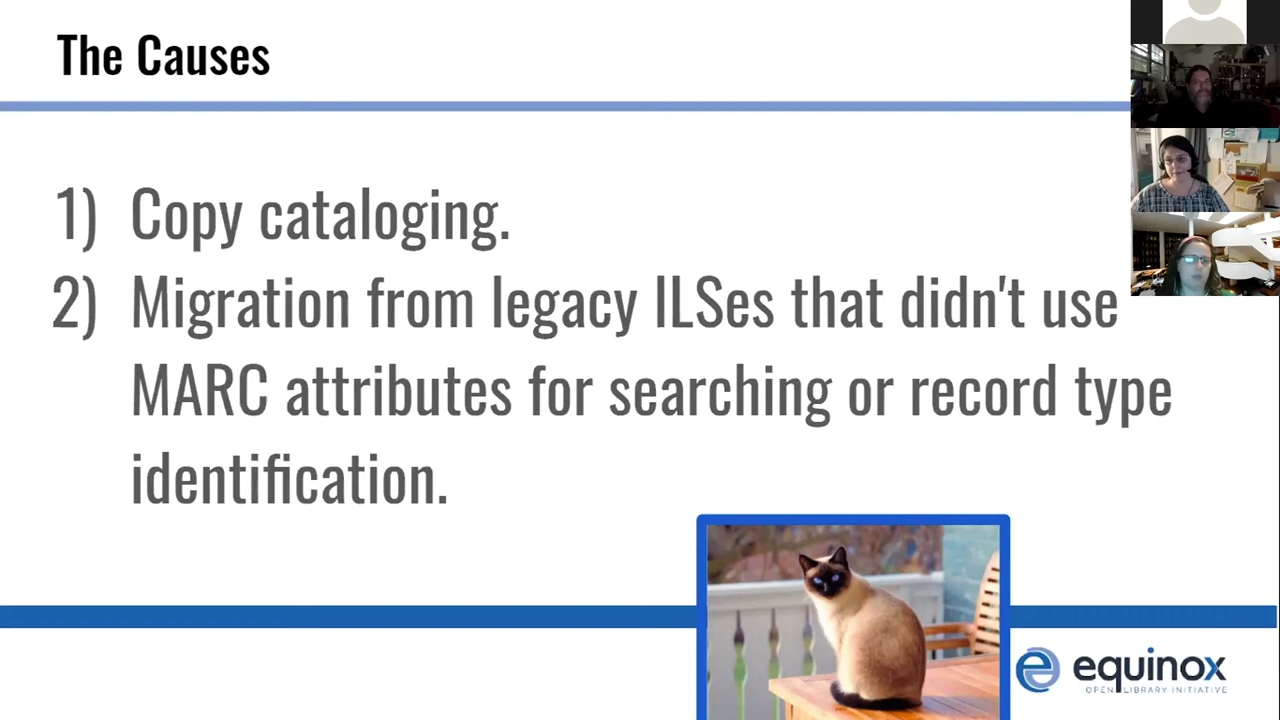 The Causes
1) Copy cataloging.
2) Migration from legacy ILSes that didn't use
MARC attributes for searching or record type
identification.
equinox
OPEN LIBRARY INITIATIVE